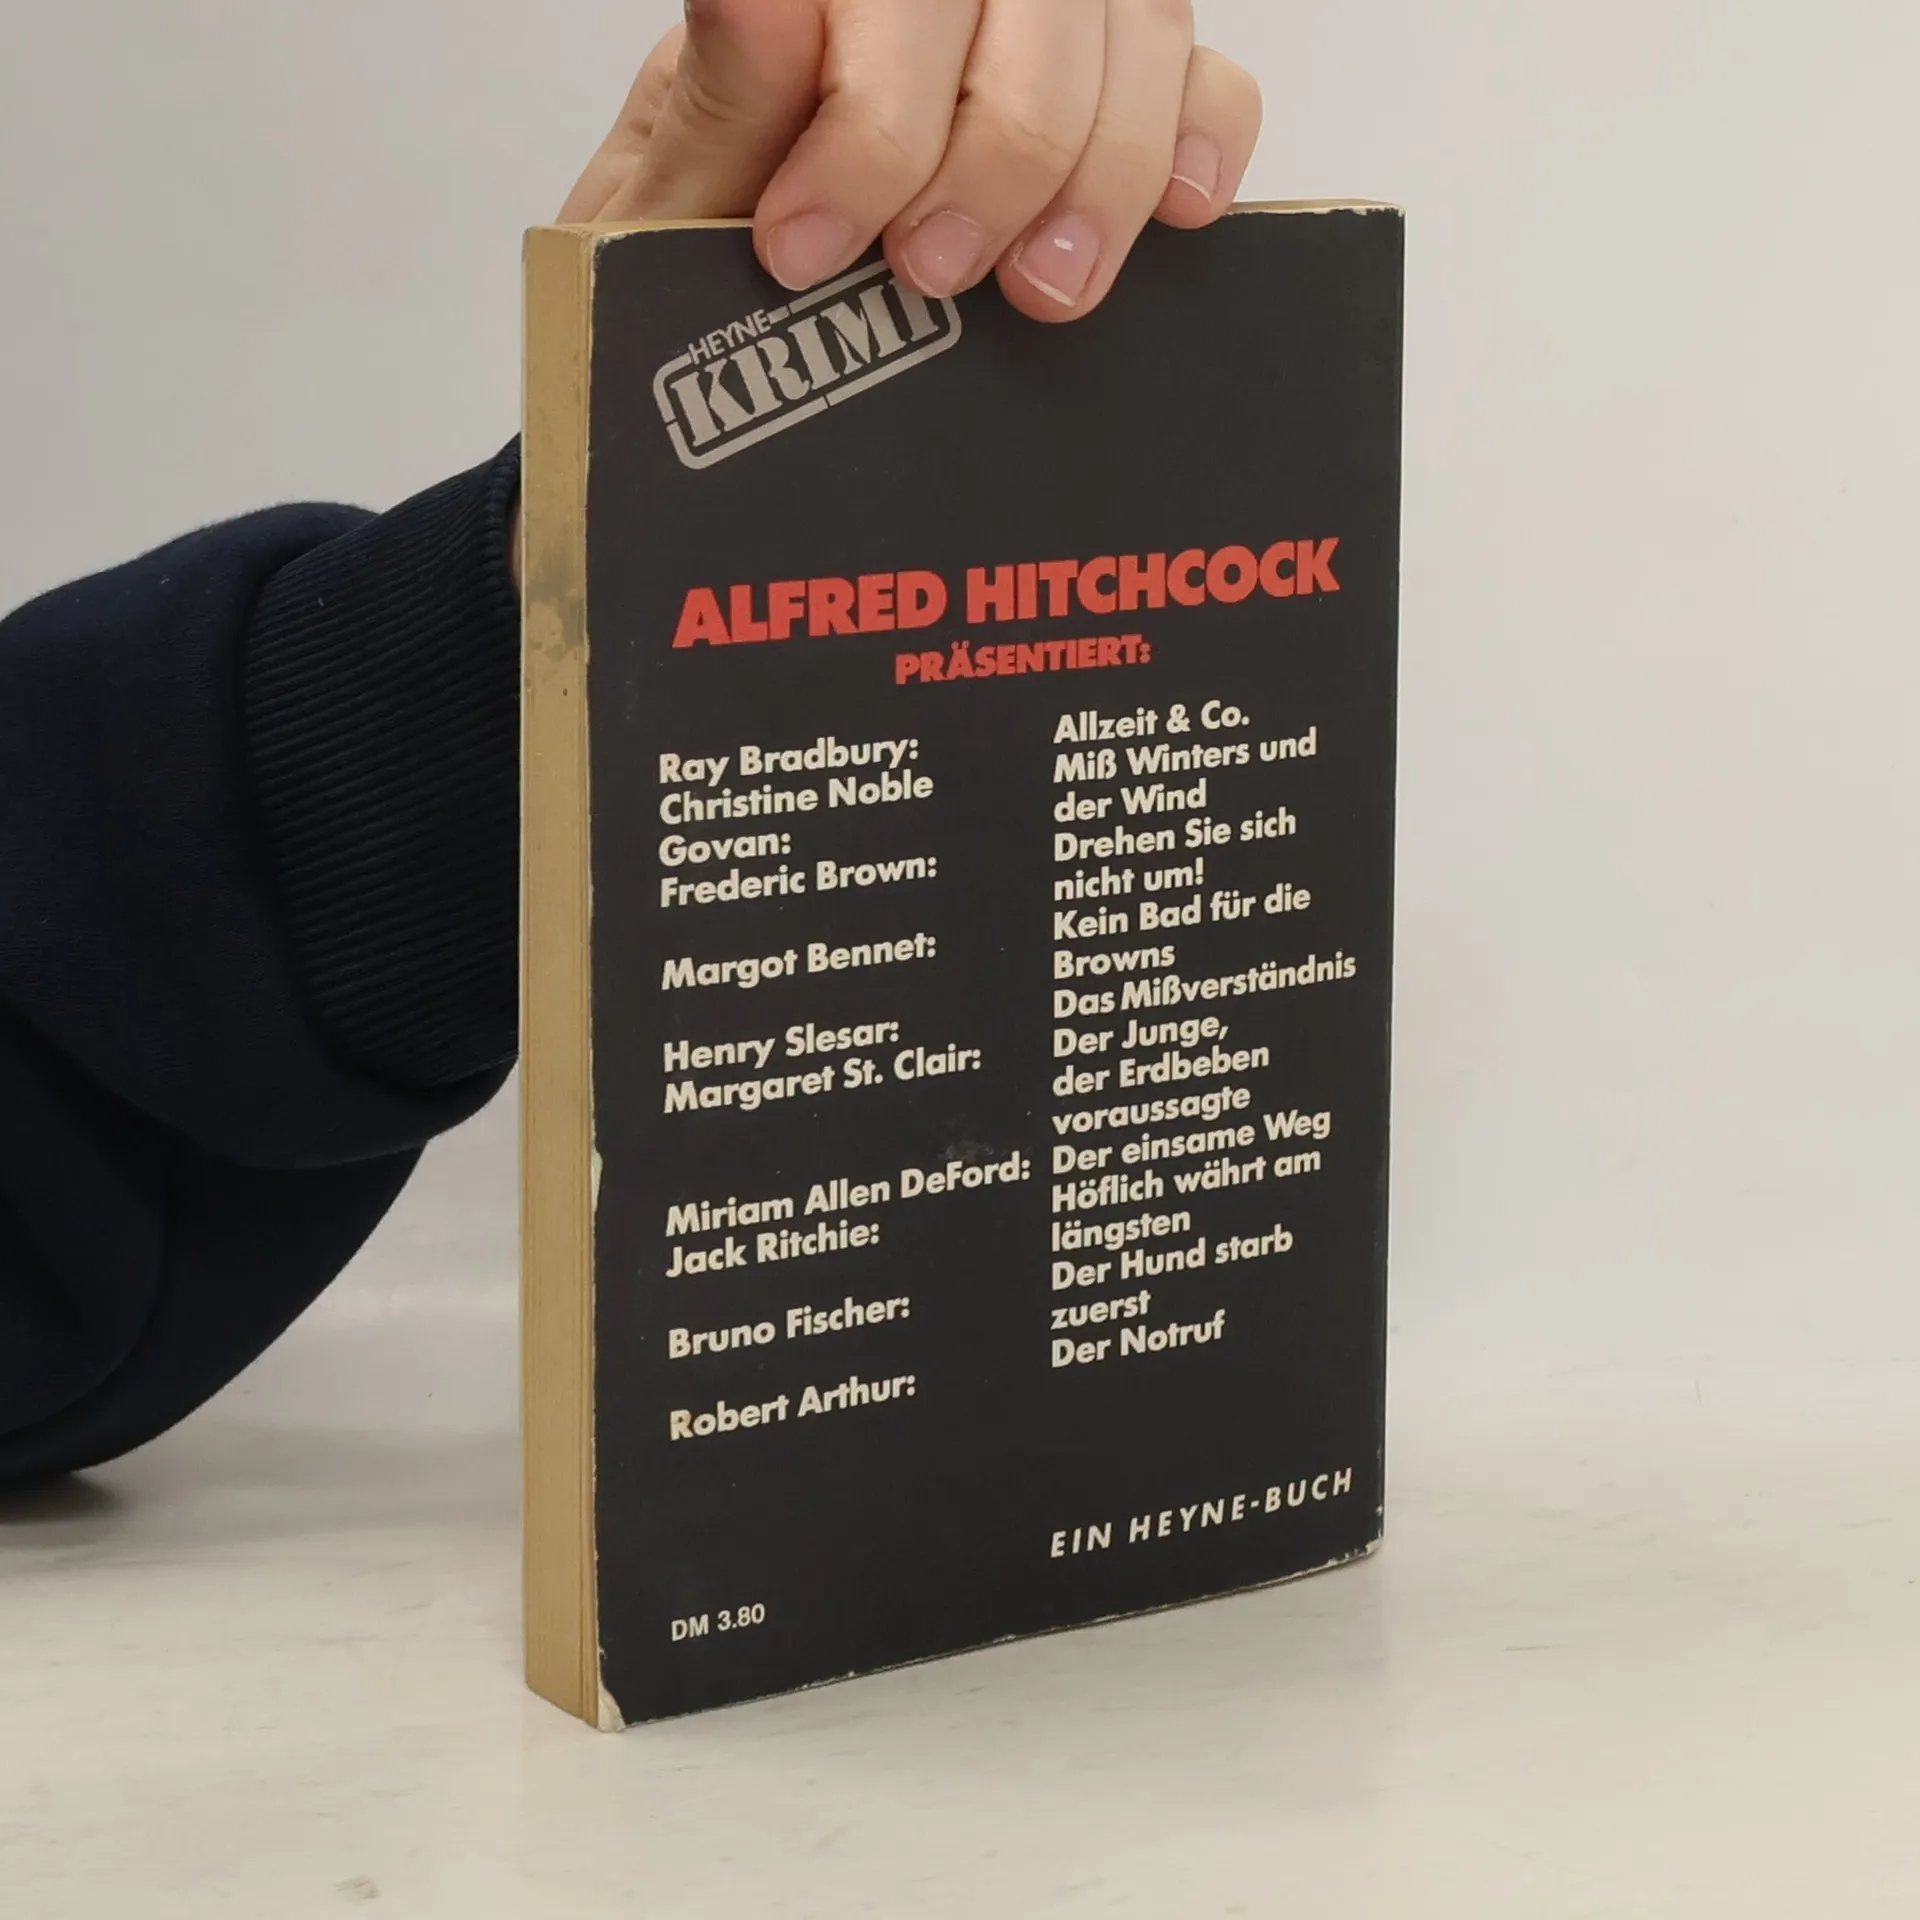 HEYNE-
KRIMI
ALFRED HITCHCOCK
PRÄSENTIERT:
Ray Bradbury:
Christine Noble
Govan:
Frederic Brown:
Margot Bennet:
Henry Slesar:
Margaret St. Clair:
Miriam Allen DeFord:
Jack Ritchie:
Bruno Fischer:
Robert Arthur:
Allzeit & Co.
Miß Winters und
der Wind
Drehen Sie sich
nicht um!
Kein Bad für die
Browns
Das Mißverständnis
Der Junge,
der Erdbeben
voraussagte
Der einsame Weg
Höflich währt am
längsten
Der Hund starb
zuerst
Der Notruf
EIN HEYNE-BUCH
DM 3.80